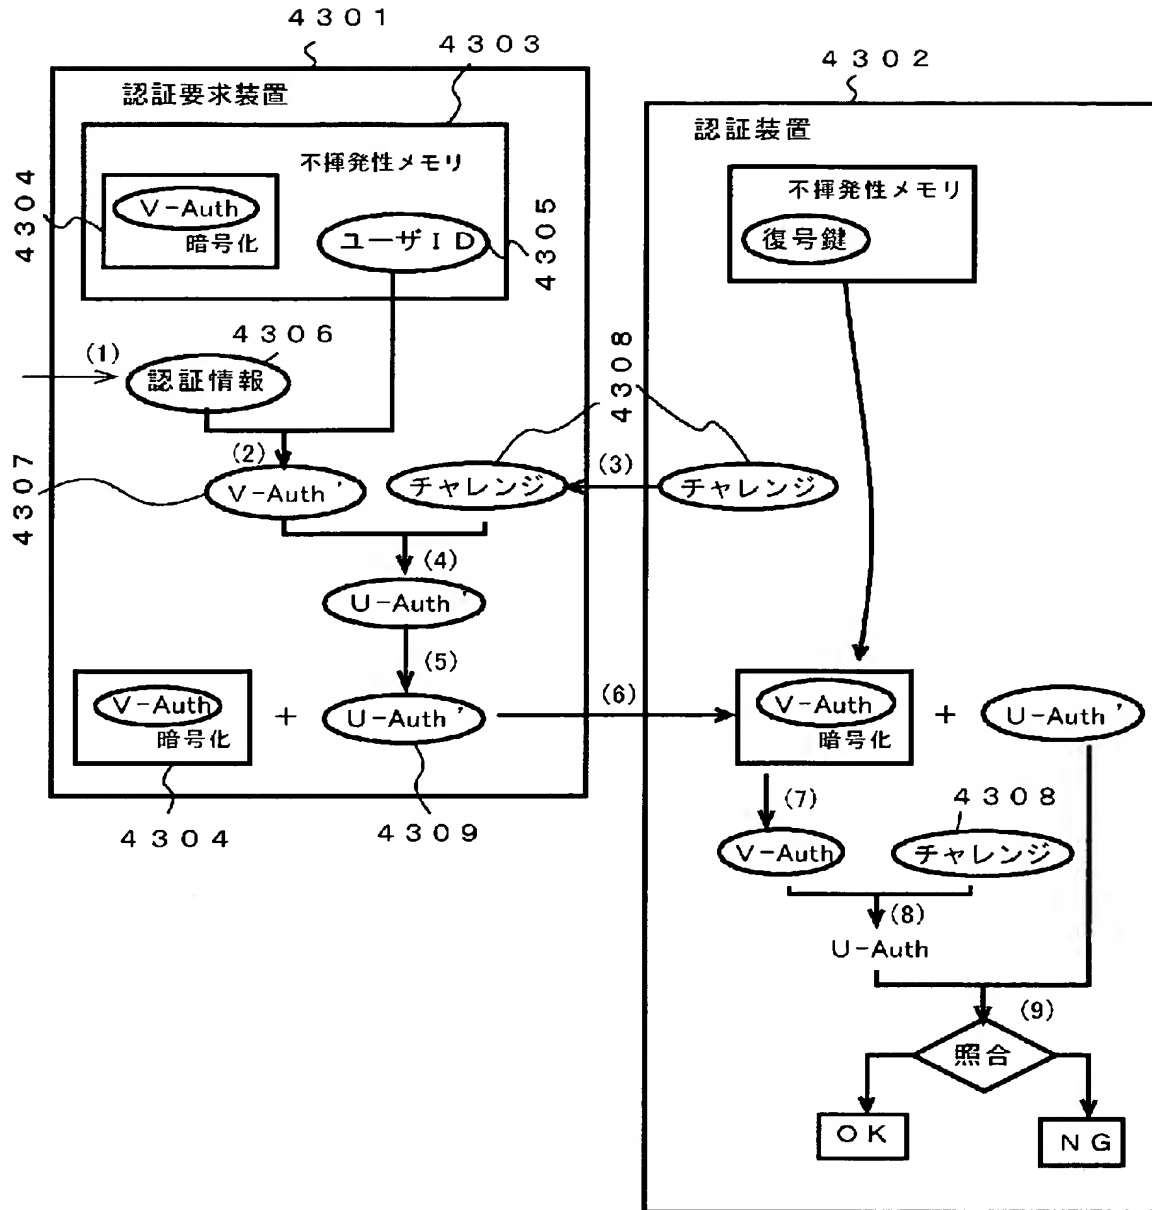 4301
4303
4302
認証要求装置
認証装置
不揮発性メモリ
不揮発性メモリ
4304
V-Auth
暗号化
ユーザID
4305
復号鍵
4306
(1)
認証情報
4308
4307
(2)
(3)
V-Auth'
チャレンジ
チャレンジ
(4)
U-Auth'
(5)
(6)
V-Auth
暗号化
+
U-Auth'
V-Auth
暗号化
+
U-Auth'
4304
4309
(7)
4308
V-Auth
チャレンジ
(8)
U-Auth
(9)
照合
OK
NG